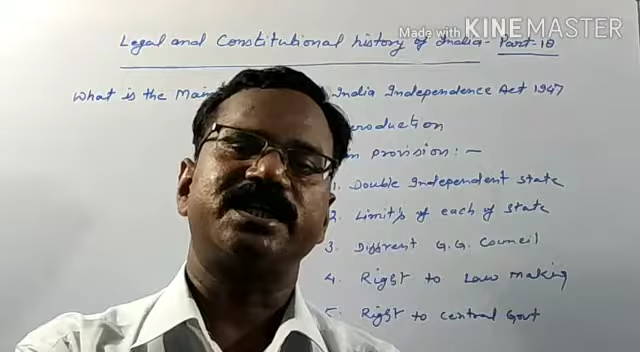 Made with KINEMASTER
Legal and Constitutional history of India - Part-18
What is the Main India Independence Act 1947
roduction
in provision :-
1. Double Independent state
2. Limits of each of state
3. Different G.G. Council
4. Right to Law making
5. Right to central Govt